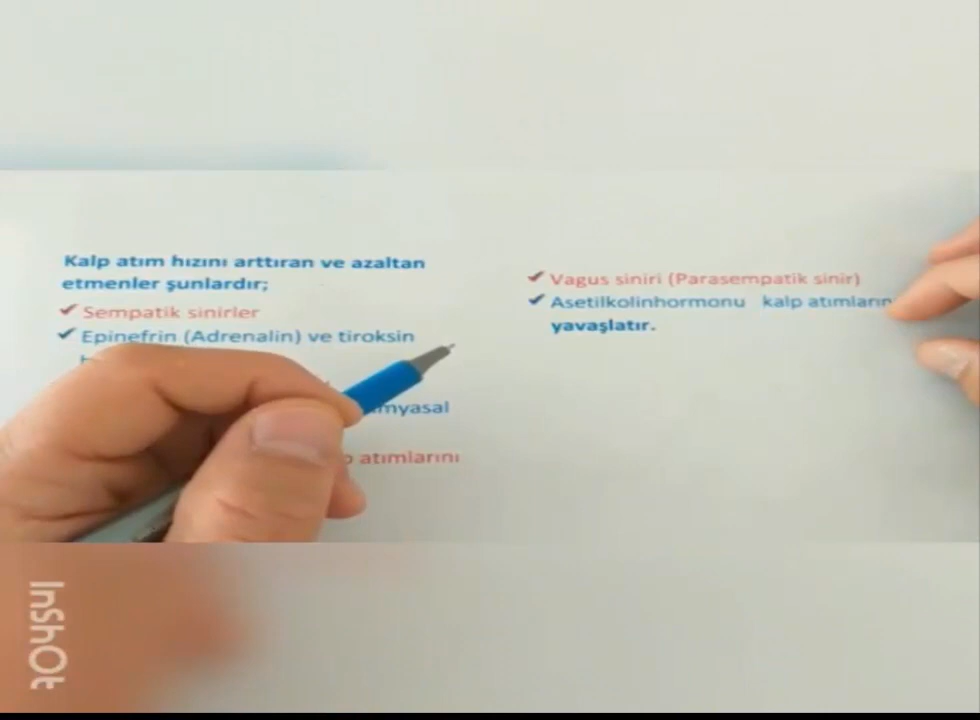 Kalp atım hızını arttıran ve azaltan
etmenler şunlardır;
✔ Sempatik sinirler
✔ Epinefrin (Adrenalin) ve tiroksin
atımlarını
✔ Vagus siniri (Parasempatik sinir)
✔ Asetilkolinhormonu kalp atımların
yavaşlatır.
InShOt